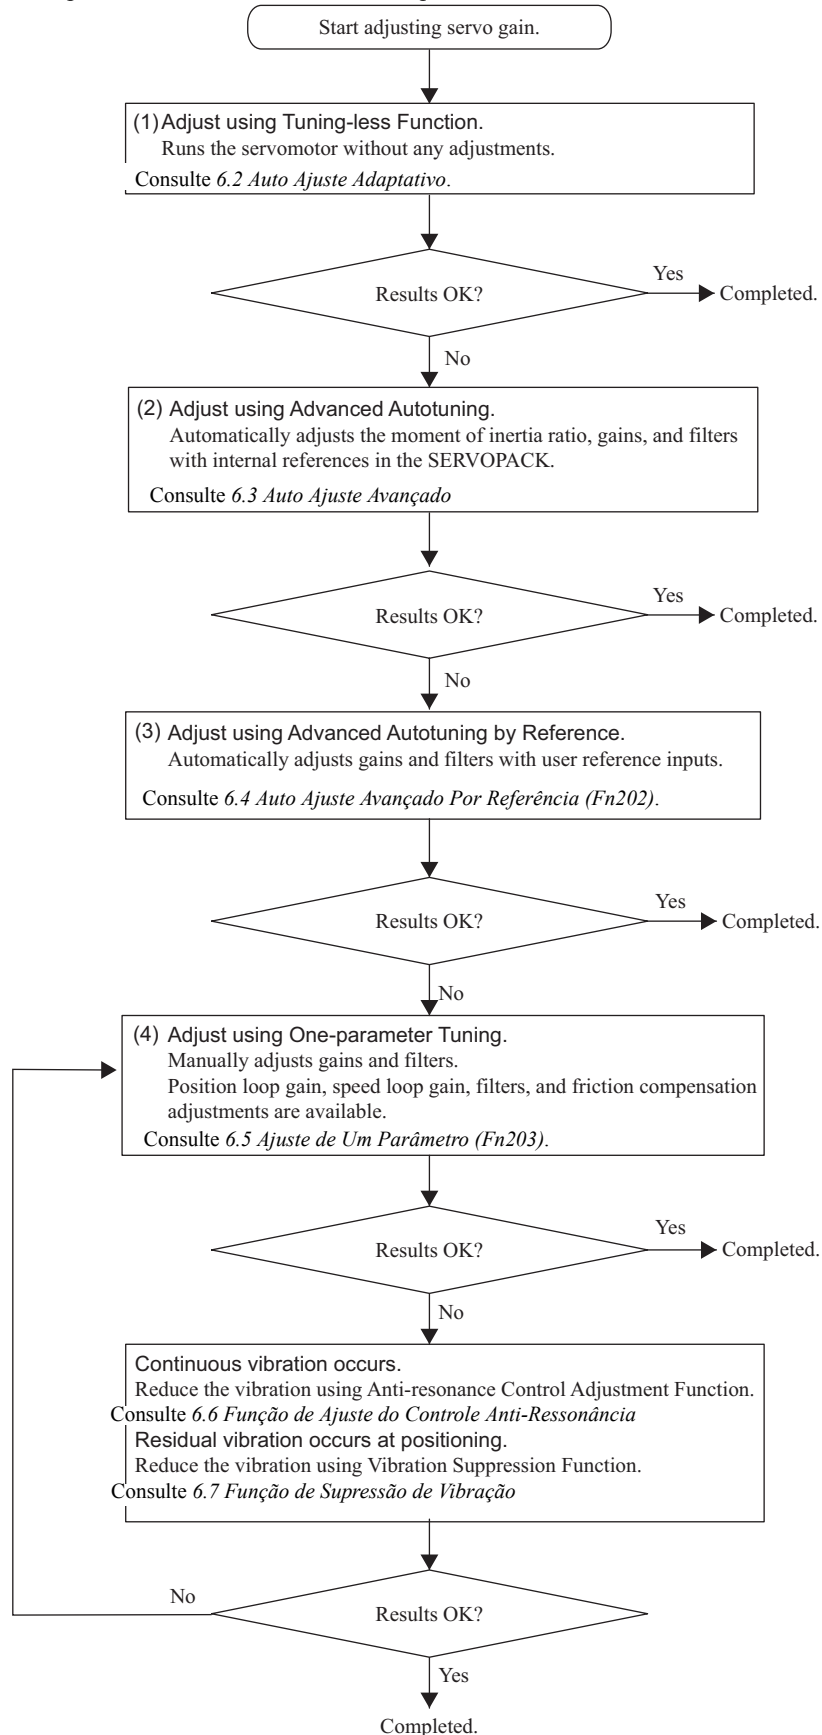 Start adjusting servo gain.
(1) Adjust using Tuning-less Function.
Runs the servomotor without any adjustments.
Consulte 6.2 Auto Ajuste Adaptativo.
Results OK?
Yes
Completed.
No
(2) Adjust using Advanced Autotuning.
Automatically adjusts the moment of inertia ratio, gains, and filters
with internal references in the SERVOPACK.
Consulte 6.3 Auto Ajuste Avançado
Results OK?
Yes
Completed.
No
(3) Adjust using Advanced Autotuning by Reference.
Automatically adjusts gains and filters with user reference inputs.
Consulte 6.4 Auto Ajuste Avançado Por Referência (Fn202).
Results OK?
Yes
Completed.
No
(4) Adjust using One-parameter Tuning.
Manually adjusts gains and filters.
Position loop gain, speed loop gain, filters, and friction compensation
adjustments are available.
Consulte 6.5 Ajuste de Um Parâmetro (Fn203).
Results OK?
Yes
Completed.
No
Continuous vibration occurs.
Reduce the vibration using Anti-resonance Control Adjustment Function.
Consulte 6.6 Função de Ajuste do Controle Anti-Ressonância
Residual vibration occurs at positioning.
Reduce the vibration using Vibration Suppression Function.
Consulte 6.7 Função de Supressão de Vibração
No
Results OK?
Yes
Completed.